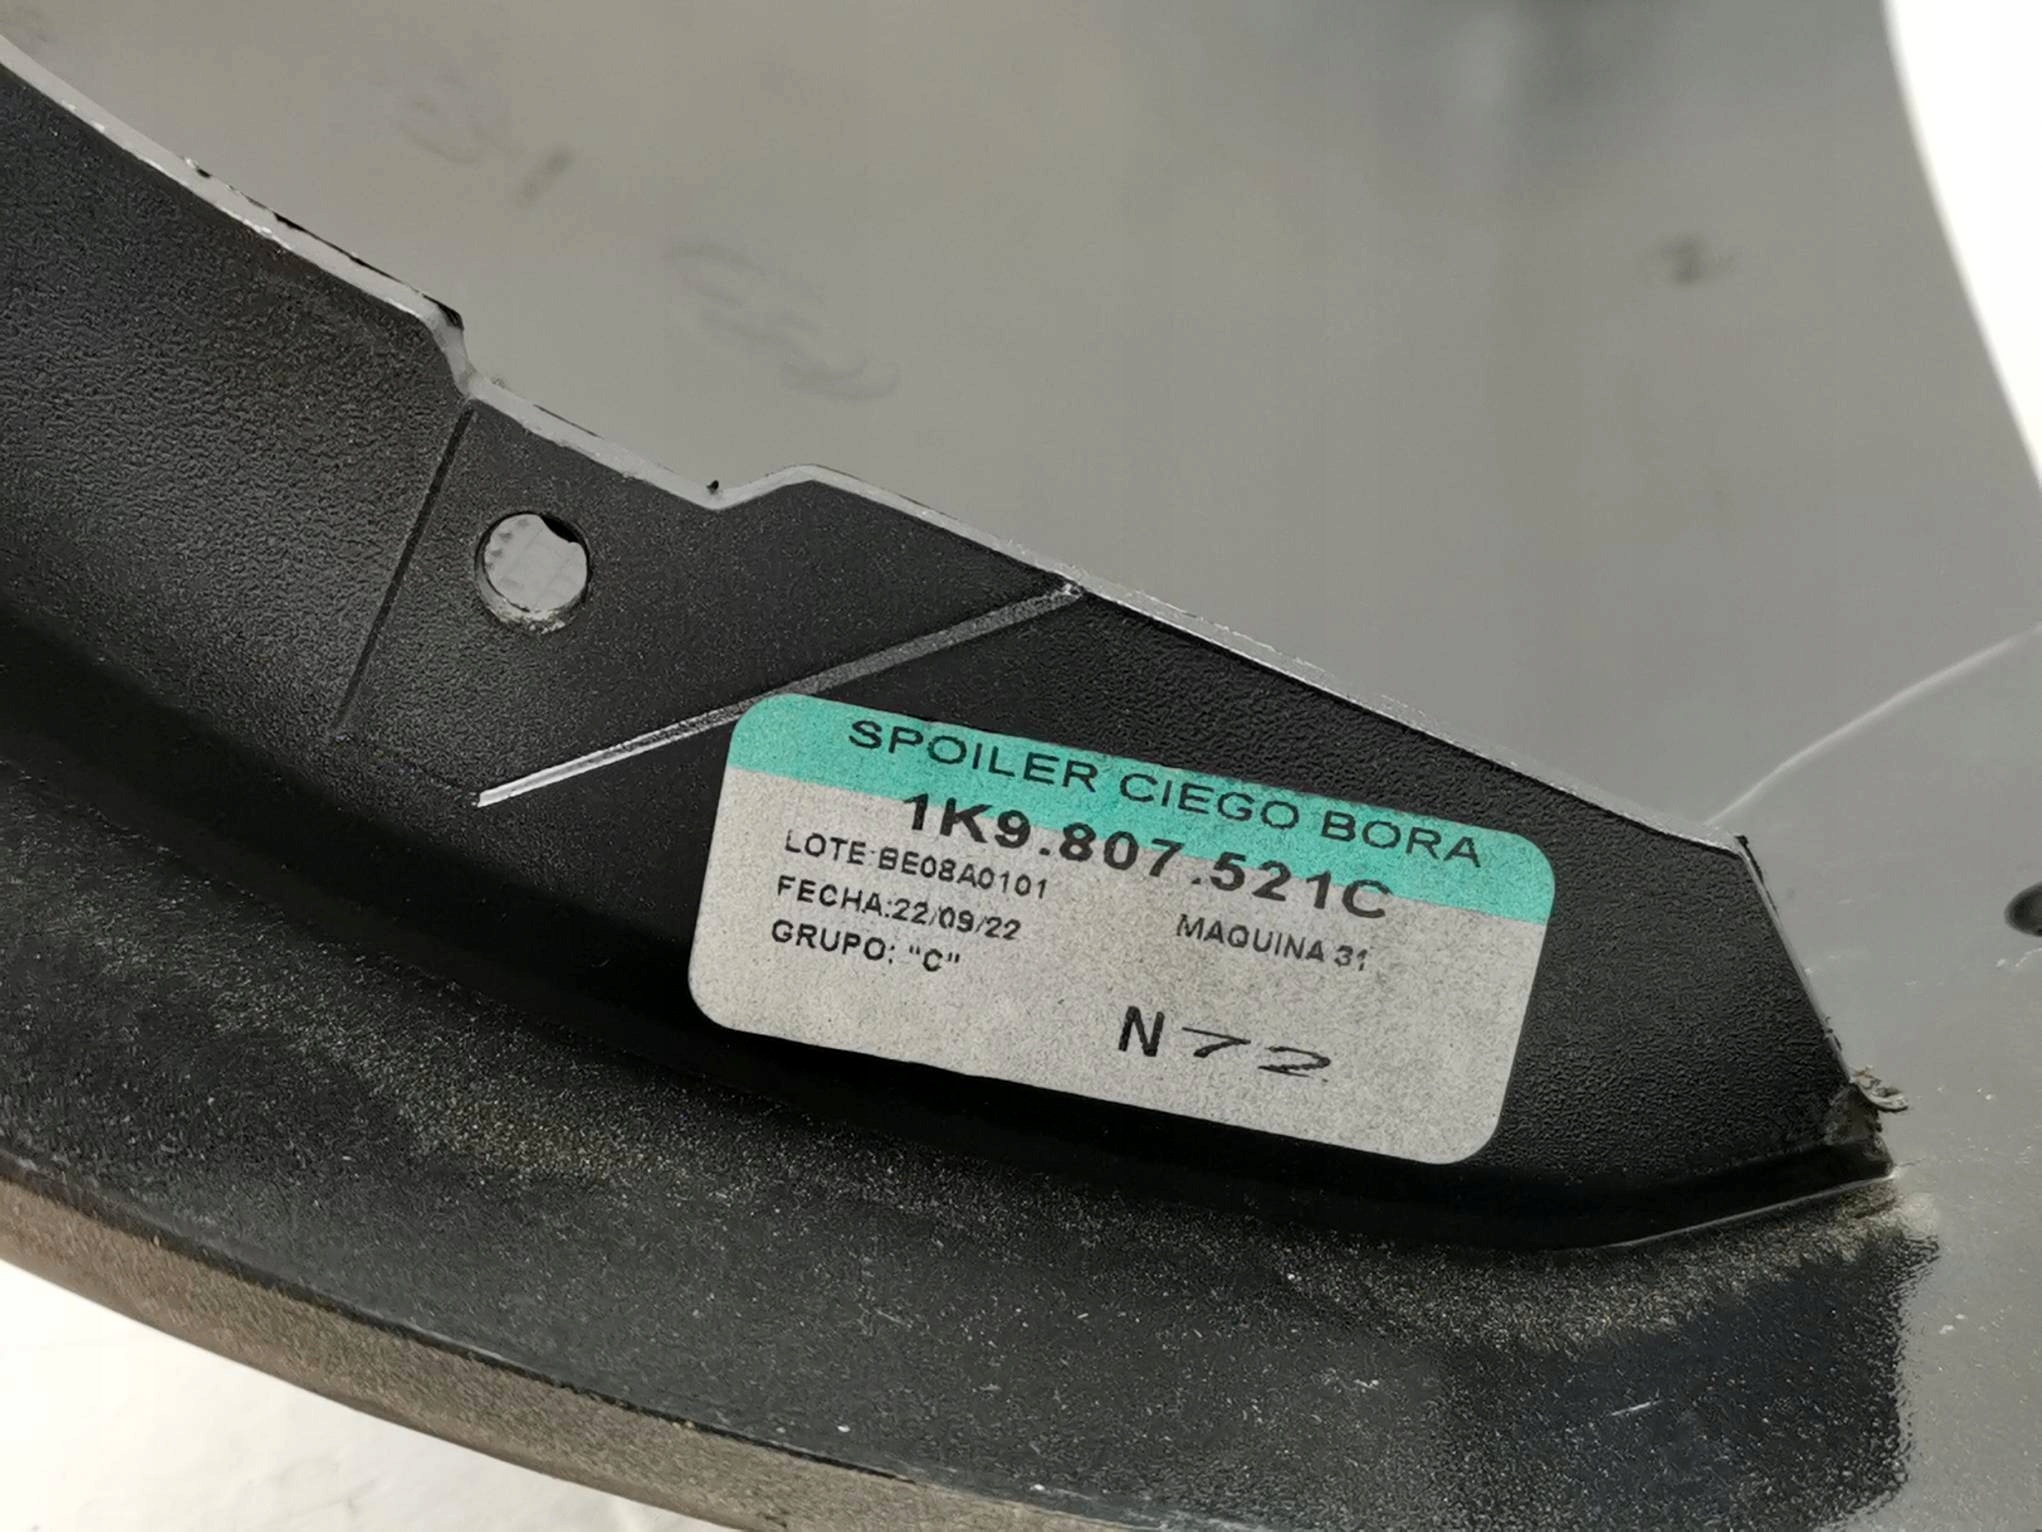 SPOILER CIEGO BORA
1K9.807.521C
LOTE:BE08A0101
FECHA:22/09/22
MAQUINA 31
GRUPO: "C"
N72